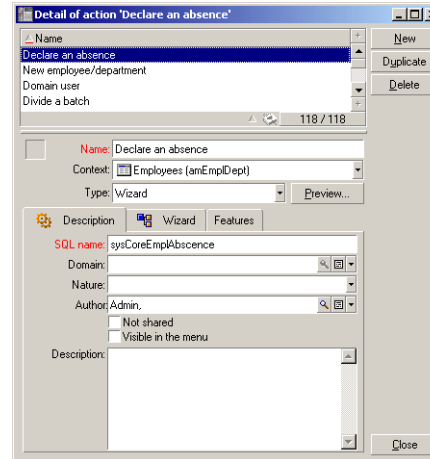 Detail of action 'Declare an absence'
Name
New
Declare an absence
Duplicate
New employee/department
Domain user
Delete
Divide a batch
118 / 118
Name: Declare an absence
Context: Employees (amEmplDept)
Type: Wizard Preview...
Description Wizard Features
SQL name: sysCoreEmplAbscence
Domain:
Nature:
Author: Admin,
Not shared
Visible in the menu
Description:
Close